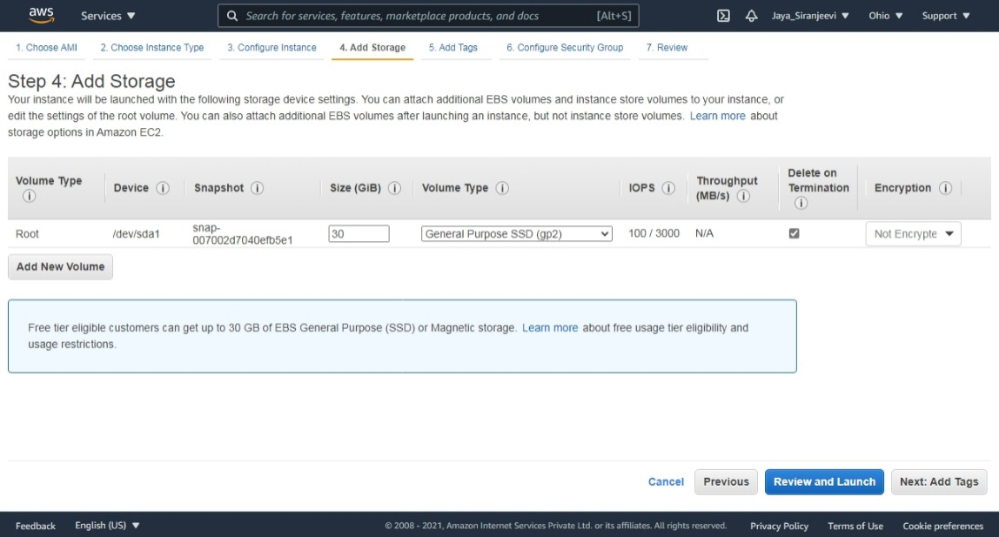 aws
Services
Search for services, features, marketplace products, and docs [Alt+S]
Jaya_Siranjeevi
Ohio
Support
1. Choose AMI
2. Choose Instance Type
3. Configure Instance
4. Add Storage
5. Add Tags
6. Configure Security Group
7. Review
Step 4: Add Storage
Your instance will be launched with the following storage device settings. You can attach additional EBS volumes and instance store volumes to your instance, or
edit the settings of the root volume. You can also attach additional EBS volumes after launching an instance, but not instance store volumes. Learn more about
storage options in Amazon EC2.
Volume Type
Device
Snapshot
Size (GiB)
Volume Type
IOPS
Throughput
(MB/s)
Delete on
Termination
Encryption
Root
/dev/sda1
snap-
007002d7040efb5e1
30
General Purpose SSD (gp2)
100 / 3000
N/A
Not Encrypte
Add New Volume
Free tier eligible customers can get up to 30 GB of EBS General Purpose (SSD) or Magnetic storage. Learn more about free usage tier eligibility and
usage restrictions.
Cancel
Previous
Review and Launch
Next: Add Tags
Feedback
English (US)
© 2008 - 2021, Amazon Internet Services Private Ltd. or its affiliates. All rights reserved.
Privacy Policy
Terms of Use
Cookie preferences